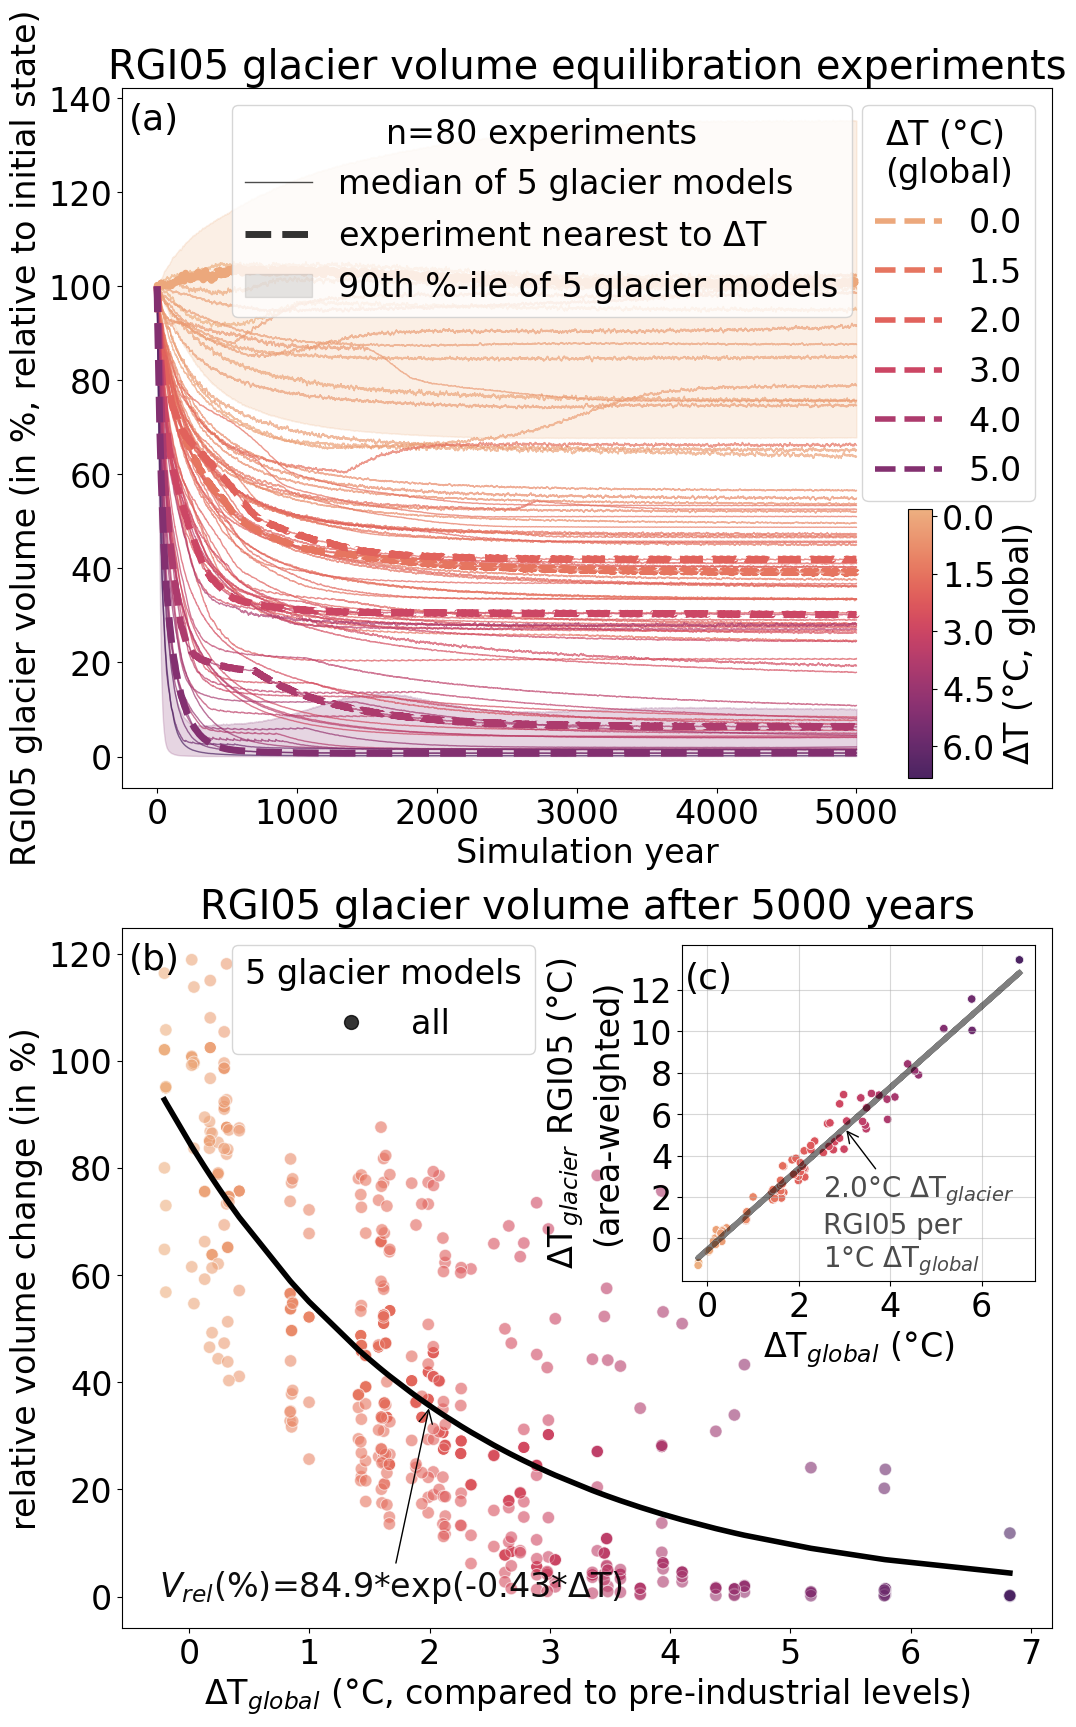 RGI05 glacier volume equilibration experiments
RGI05 glacier volume (in %, relative to initial state)
(a)
n=80 experiments
median of 5 glacier models
experiment nearest to ΔT
90th %-ile of 5 glacier models
ΔT (°C)
(global)
0.0
1.5
2.0
3.0
4.0
5.0
140
120
100
80
60
40
20
0
0.0
1.5
3.0
4.5
6.0
ΔT (°C, global)
0 1000 2000 3000 4000 5000
Simulation year
RGI05 glacier volume after 5000 years
relative volume change (in %)
(b)
5 glacier models
all
120
100
80
60
40
20
0
V_rel(%)=84.9*exp(-0.43*ΔT)
0 1 2 3 4 5 6 7
ΔT_global (°C, compared to pre-industrial levels)
(c)
ΔT_glacier RGI05 (°C)
(area-weighted)
12
10
8
6
4
2
0
2.0°C ΔT_glacier
RGI05 per
1°C ΔT_global
0 2 4 6
ΔT_global (°C)